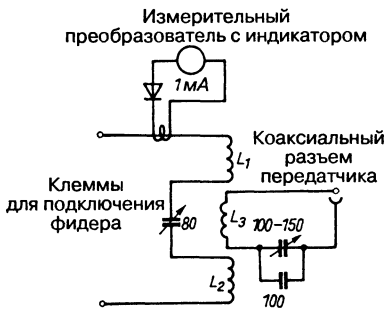 Измерительный
преобразователь с индикатором
1мА
L1
Коаксиальный
разъем
передатчика
Клеммы
для подключения
фидера
80
L3
100-150
L2
100